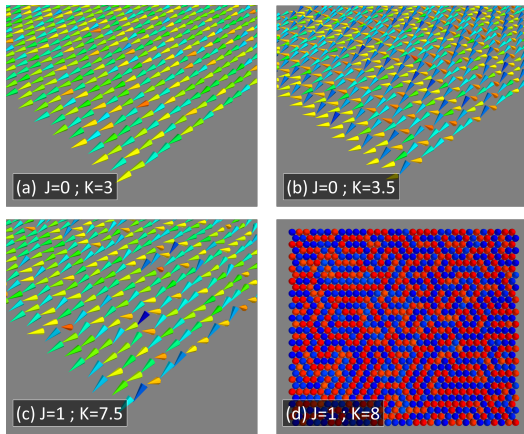 (a) J=0 ; K=3
(b) J=0 ; K=3.5
(c) J=1 ; K=7.5
(d) J=1 ; K=8